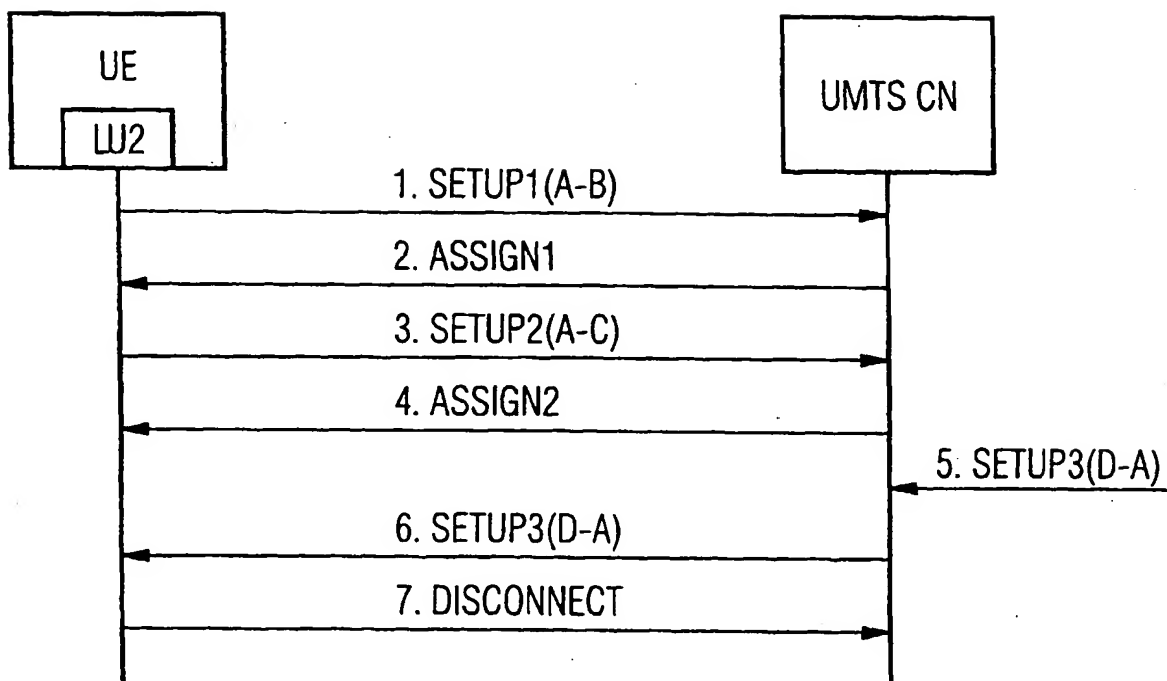 UE
LU2
UMTS CN
1. SETUP1(A-B)
2. ASSIGN1
3. SETUP2(A-C)
4. ASSIGN2
5. SETUP3(D-A)
6. SETUP3(D-A)
7. DISCONNECT